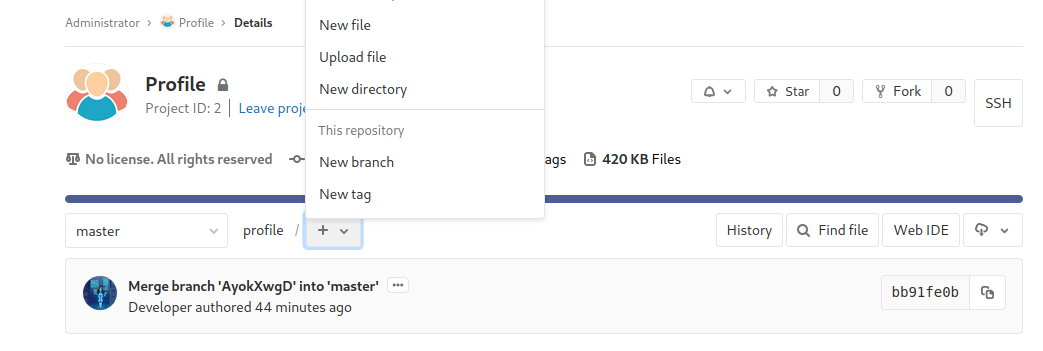 Administrator > Profile > Details
New file
Upload file
New directory
This repository
New branch
New tag
Profile
Project ID: 2 | Leave proje
Star 0
Fork 0
SSH
No license. All rights reserved
ags
420 KB Files
master
profile / +
History
Find file
Web IDE
Merge branch 'AyokXwgD' into 'master' ...
Developer authored 44 minutes ago
bb91fe0b